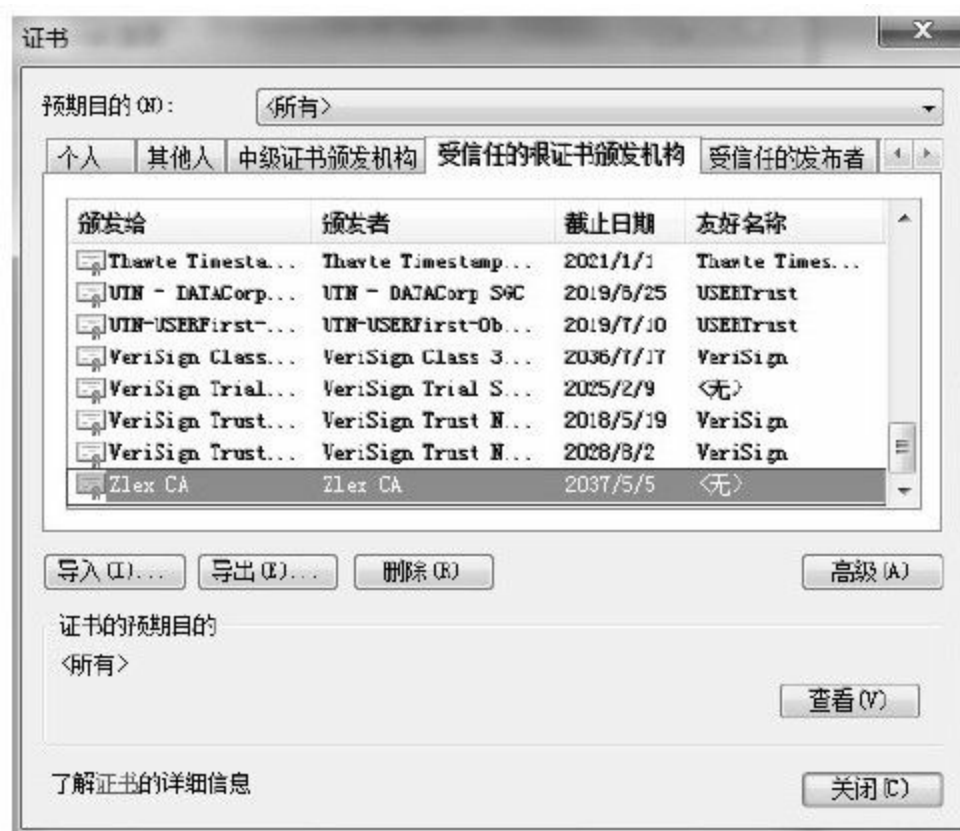 证书
X
预期目的(N): <所有>
个人 其他人 中级证书颁发机构 受信任的根证书颁发机构 受信任的发布者
颁发给 颁发者 截止日期 友好名称
Thawte Timesta... Thawte Timestamp... 2021/1/1 Thawte Times...
UTN - DATACorp... UTN - DATACorp SGC 2019/6/25 USERTrust
UTN-USERFirst-... UTN-USERFirst-Ob... 2019/7/10 USERTrust
VeriSign Class... VeriSign Class 3... 2036/7/17 VeriSign
VeriSign Trial... VeriSign Trial S... 2025/2/9 <无>
VeriSign Trust... VeriSign Trust N... 2018/5/19 VeriSign
VeriSign Trust... VeriSign Trust N... 2028/8/2 VeriSign
Zlex CA Zlex CA 2037/5/5 <无>
导入(I)... 导出(E)... 删除(R) 高级(A)
证书的预期目的
<所有>
查看(V)
了解证书的详细信息 关闭(C)